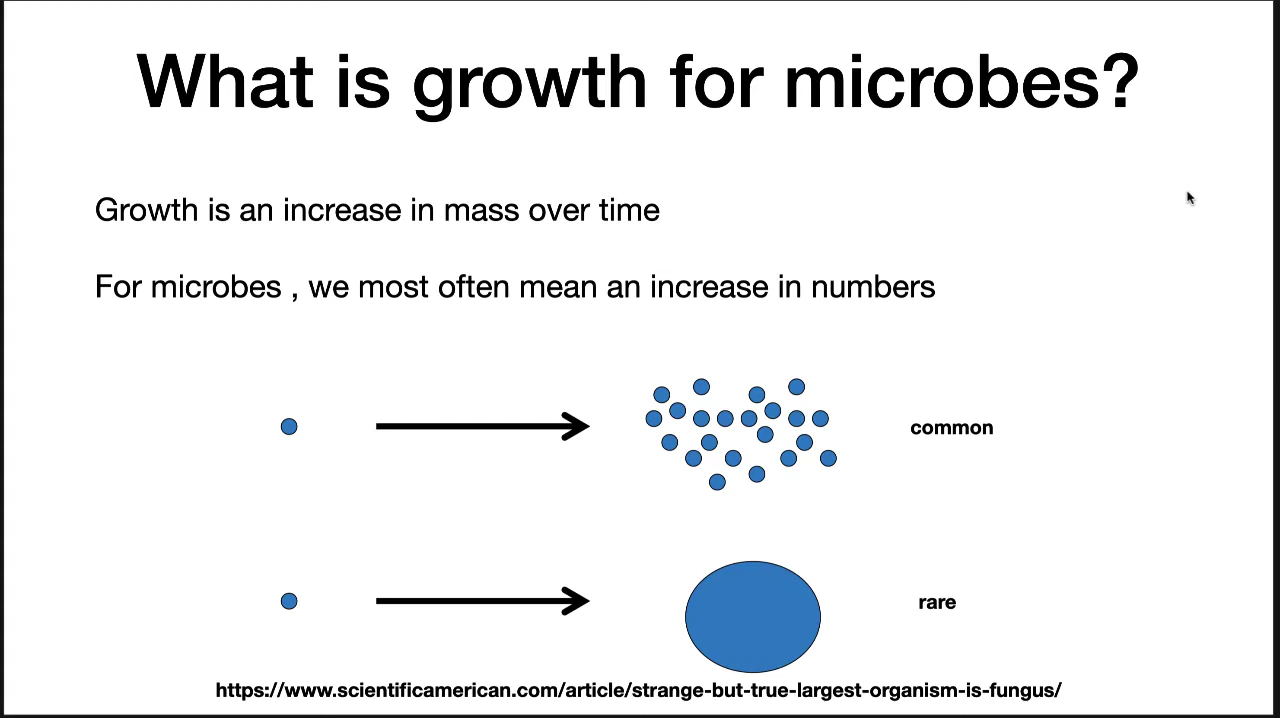 What is growth for microbes?
Growth is an increase in mass over time
For microbes , we most often mean an increase in numbers
common
rare
https://www.scientificamerican.com/article/strange-but-true-largest-organism-is-fungus/